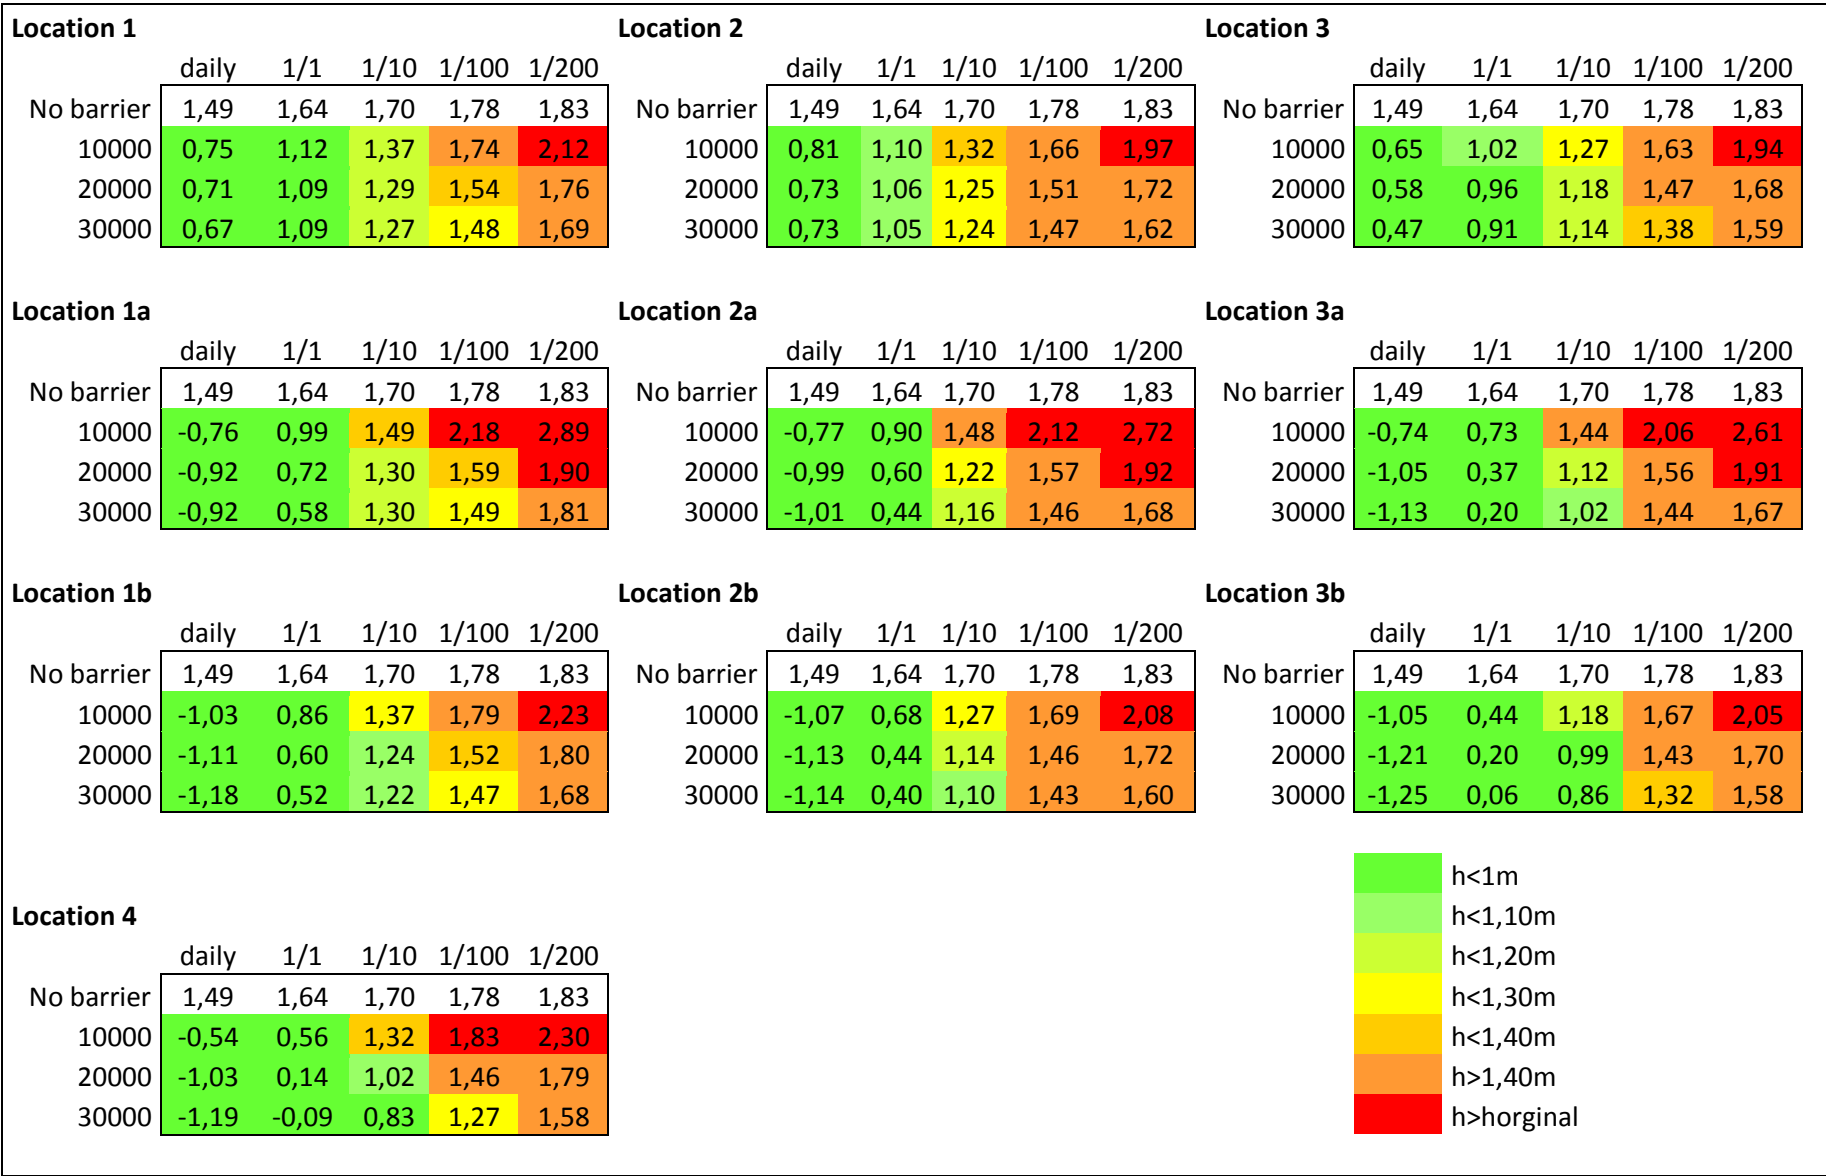 Location 1 Location 2 Location 3
daily 1/1 1/10 1/100 1/200 daily 1/1 1/10 1/100 1/200 daily 1/1 1/10 1/100 1/200
No barrier 1,49 1,64 1,70 1,78 1,83 No barrier 1,49 1,64 1,70 1,78 1,83 No barrier 1,49 1,64 1,70 1,78 1,83
10000 0,75 1,12 1,37 1,74 2,12 10000 0,81 1,10 1,32 1,66 1,97 10000 0,65 1,02 1,27 1,63 1,94
20000 0,71 1,09 1,29 1,54 1,76 20000 0,73 1,06 1,25 1,51 1,72 20000 0,58 0,96 1,18 1,47 1,68
30000 0,67 1,09 1,27 1,48 1,69 30000 0,73 1,05 1,24 1,47 1,62 30000 0,47 0,91 1,14 1,38 1,59
Location 1a Location 2a Location 3a
daily 1/1 1/10 1/100 1/200 daily 1/1 1/10 1/100 1/200 daily 1/1 1/10 1/100 1/200
No barrier 1,49 1,64 1,70 1,78 1,83 No barrier 1,49 1,64 1,70 1,78 1,83 No barrier 1,49 1,64 1,70 1,78 1,83
10000 -0,76 0,99 1,49 2,18 2,89 10000 -0,77 0,90 1,48 2,12 2,72 10000 -0,74 0,73 1,44 2,06 2,61
20000 -0,92 0,72 1,30 1,59 1,90 20000 -0,99 0,60 1,22 1,57 1,92 20000 -1,05 0,37 1,12 1,56 1,91
30000 -0,92 0,58 1,30 1,49 1,81 30000 -1,01 0,44 1,16 1,46 1,68 30000 -1,13 0,20 1,02 1,44 1,67
Location 1b Location 2b Location 3b
daily 1/1 1/10 1/100 1/200 daily 1/1 1/10 1/100 1/200 daily 1/1 1/10 1/100 1/200
No barrier 1,49 1,64 1,70 1,78 1,83 No barrier 1,49 1,64 1,70 1,78 1,83 No barrier 1,49 1,64 1,70 1,78 1,83
10000 -1,03 0,86 1,37 1,79 2,23 10000 -1,07 0,68 1,27 1,69 2,08 10000 -1,05 0,44 1,18 1,67 2,05
20000 -1,11 0,60 1,24 1,52 1,80 20000 -1,13 0,44 1,14 1,46 1,72 20000 -1,21 0,20 0,99 1,43 1,70
30000 -1,18 0,52 1,22 1,47 1,68 30000 -1,14 0,40 1,10 1,43 1,60 30000 -1,25 0,06 0,86 1,32 1,58
Location 4
daily 1/1 1/10 1/100 1/200
No barrier 1,49 1,64 1,70 1,78 1,83
10000 -0,54 0,56 1,32 1,83 2,30
20000 -1,03 0,14 1,02 1,46 1,79
30000 -1,19 -0,09 0,83 1,27 1,58
h<1m
h<1,10m
h<1,20m
h<1,30m
h<1,40m
h>1,40m
h>horginal